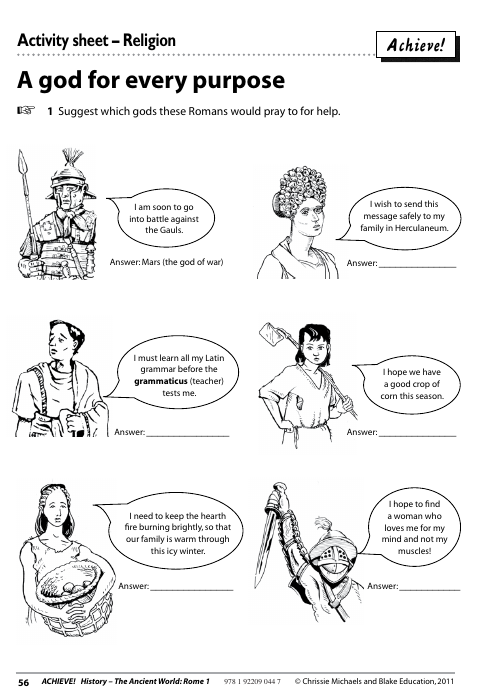 Activity sheet – Religion
Achieve!
A god for every purpose
1 Suggest which gods these Romans would pray to for help.
I am soon to go
into battle against
the Gauls.
Answer: Mars (the god of war)
I wish to send this
message safely to my
family in Herculaneum.
Answer: _______________
I must learn all my Latin
grammar before the
grammaticus (teacher)
tests me.
Answer: _______________
I hope we have
a good crop of
corn this season.
Answer: _______________
I need to keep the hearth
fire burning brightly, so that
our family is warm through
this icy winter.
Answer: _______________
I hope to find
a woman who
loves me for my
mind and not my
muscles!
Answer: _______________
56 ACHIEVE! History – The Ancient World: Rome 1 978 1 92209 044 7 © Chrissie Michaels and Blake Education, 2011